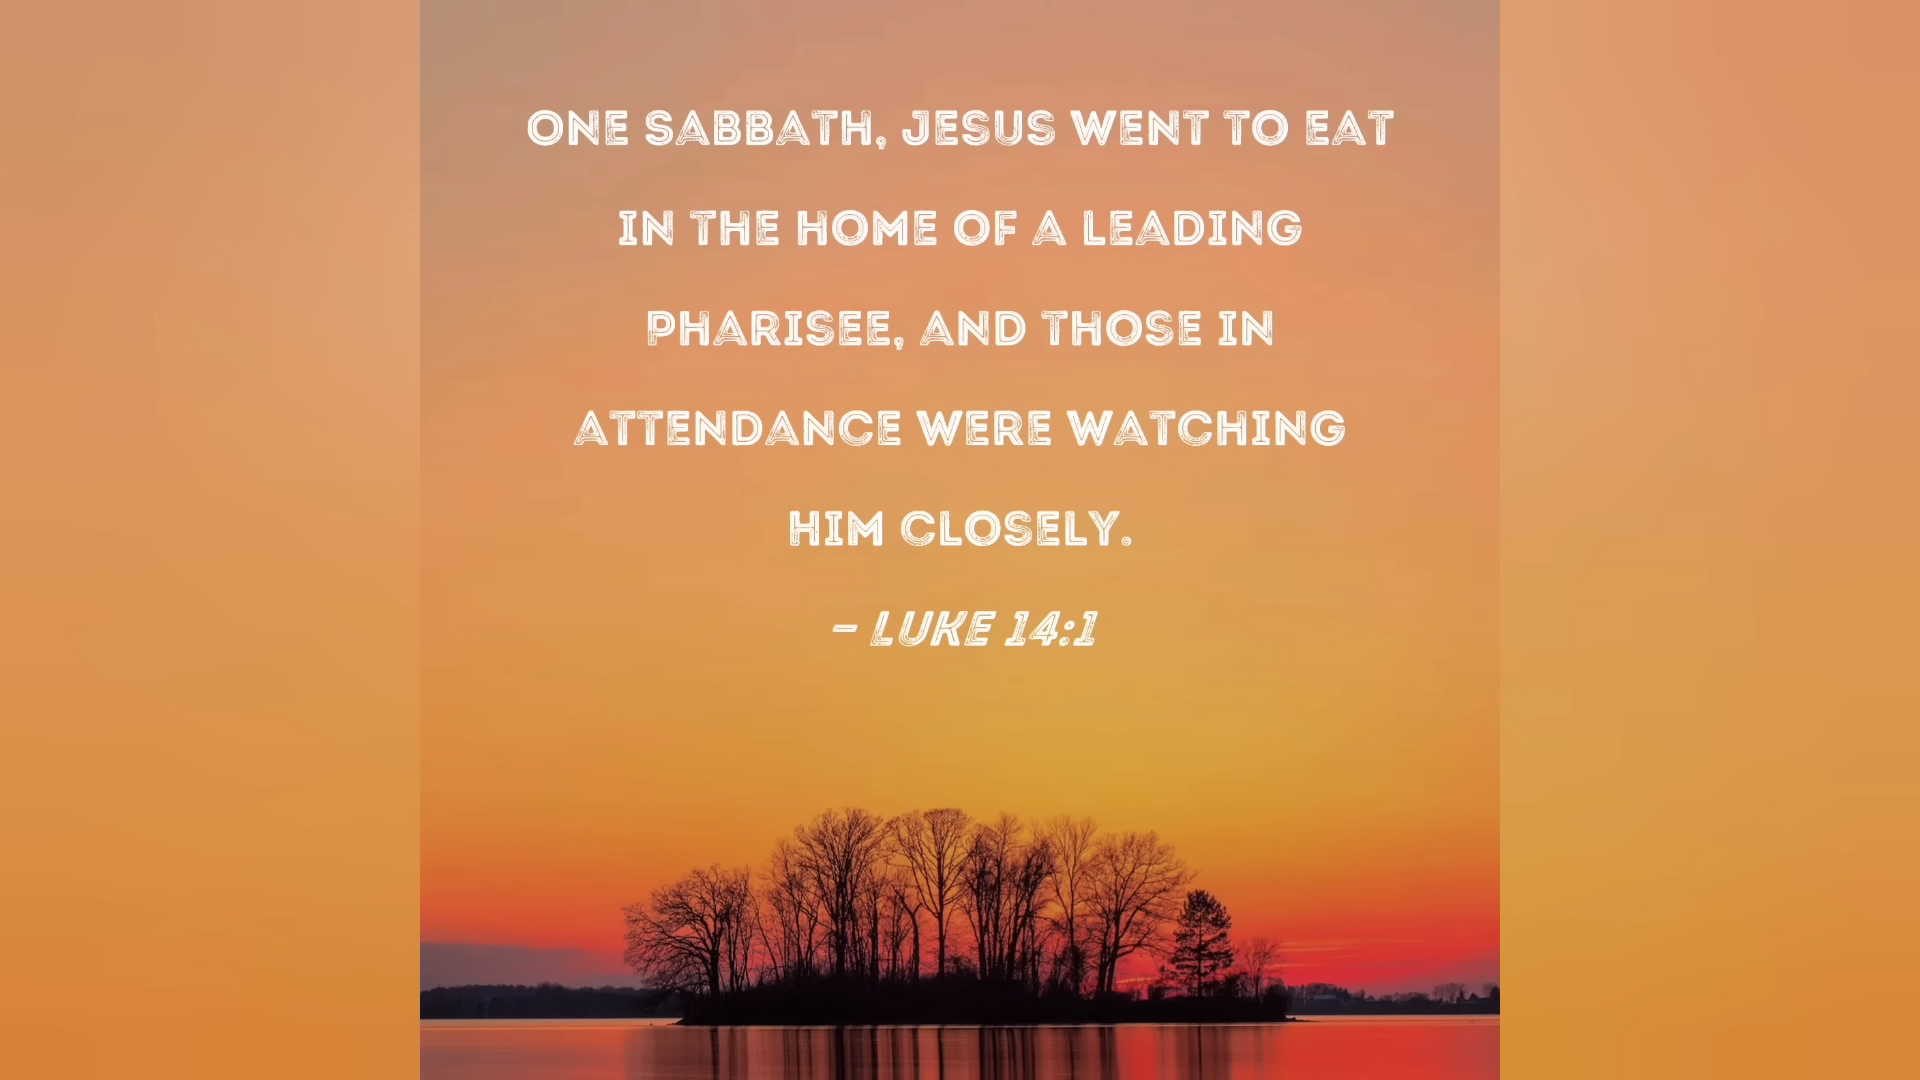 ONE SABBATH, JESUS WENT TO EAT
IN THE HOME OF A LEADING
PHARISEE, AND THOSE IN
ATTENDANCE WERE WATCHING
HIM CLOSELY.
– LUKE 14:1